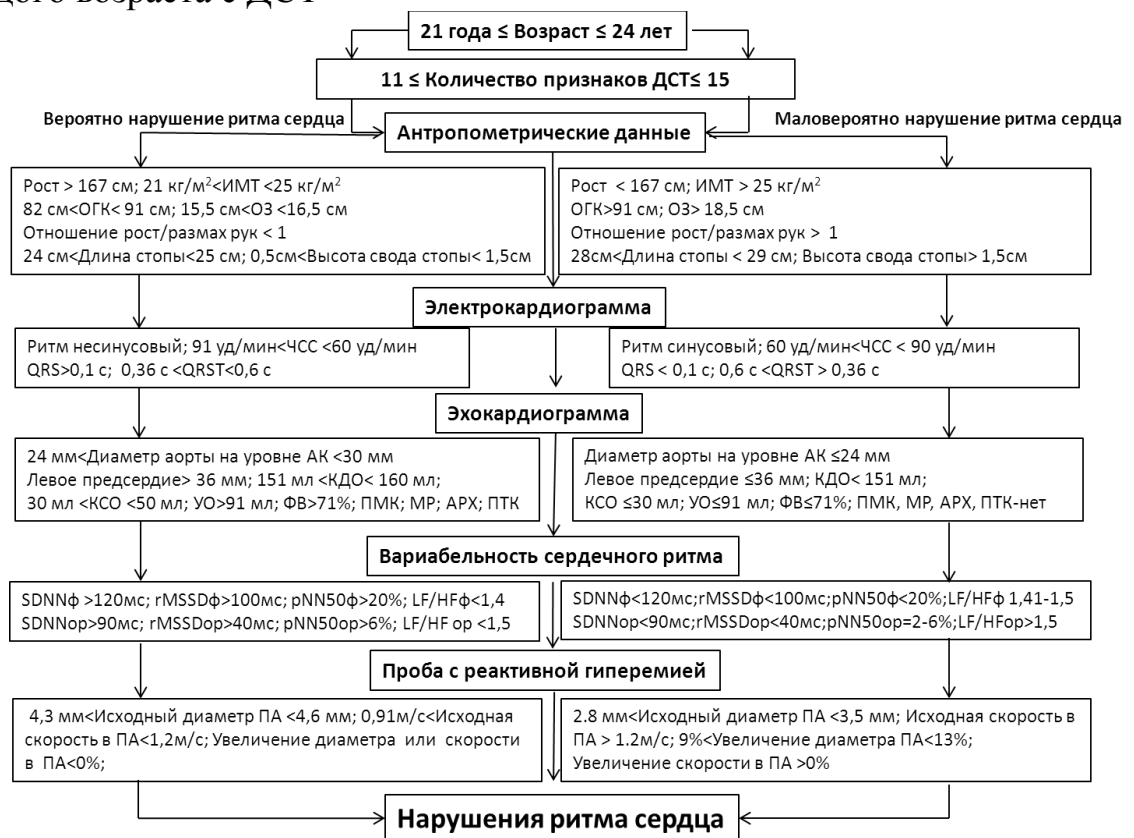 дого возраста с ДСТ
21 года ≤ Возраст ≤ 24 лет
11 ≤ Количество признаков ДСТ≤ 15
Вероятно нарушение ритма сердца
Антропометрические данные
Маловероятно нарушение ритма сердца
Рост > 167 см; 21 кг/м²<ИМТ <25 кг/м²
82 см<ОГК< 91 см; 15,5 см<ОЗ <16,5 см
Отношение рост/размах рук < 1
24 см<Длина стопы<25 см; 0,5см<Высота свода стопы< 1,5см
Рост < 167 см; ИМТ > 25 кг/м²
ОГК>91 см; ОЗ> 18,5 см
Отношение рост/размах рук > 1
28см<Длина стопы < 29 см; Высота свода стопы> 1,5см
Электрокардиограмма
Ритм несинусовый; 91 уд/мин<ЧСС <60 уд/мин
QRS>0,1 с; 0,36 с <QRST<0,6 с
Ритм синусовый; 60 уд/мин<ЧСС < 90 уд/мин
QRS < 0,1 с; 0,6 с <QRST > 0,36 с
Эхокардиограмма
24 мм<Диаметр аорты на уровне АК <30 мм
Левое предсердие> 36 мм; 151 мл <КДО< 160 мл;
30 мл <КСО <50 мл; УО>91 мл; ФВ>71%; ПМК; МР; АРХ; ПТК
Диаметр аорты на уровне АК ≤24 мм
Левое предсердие ≤36 мм; КДО< 151 мл;
КСО ≤30 мл; УО≤91 мл; ФВ≤71%; ПМК, МР, АРХ, ПТК-нет
Вариабельность сердечного ритма
SDNNф >120мс; rMSSDф>100мс; pNN50ф>20%; LF/HFф<1,4
SDNNор>90мс; rMSSDор>40мс; pNN50ор>6%; LF/HF ор <1,5
SDNNф<120мс;rMSSDф<100мс;pNN50ф<20%;LF/HFф 1,41-1,5
SDNNор<90мс;rMSSDор<40мс;pNN50ор=2-6%;LF/HFор>1,5
Проба с реактивной гиперемией
4,3 мм<Исходный диаметр ПА <4,6 мм; 0,91м/с<Исходная
скорость в ПА<1,2м/с; Увеличение диаметра или скорости
в ПА<0%;
2.8 мм<Исходный диаметр ПА <3,5 мм; Исходная скорость в
ПА > 1.2м/с; 9%<Увеличение диаметра ПА<13%;
Увеличение скорости в ПА >0%
Нарушения ритма сердца